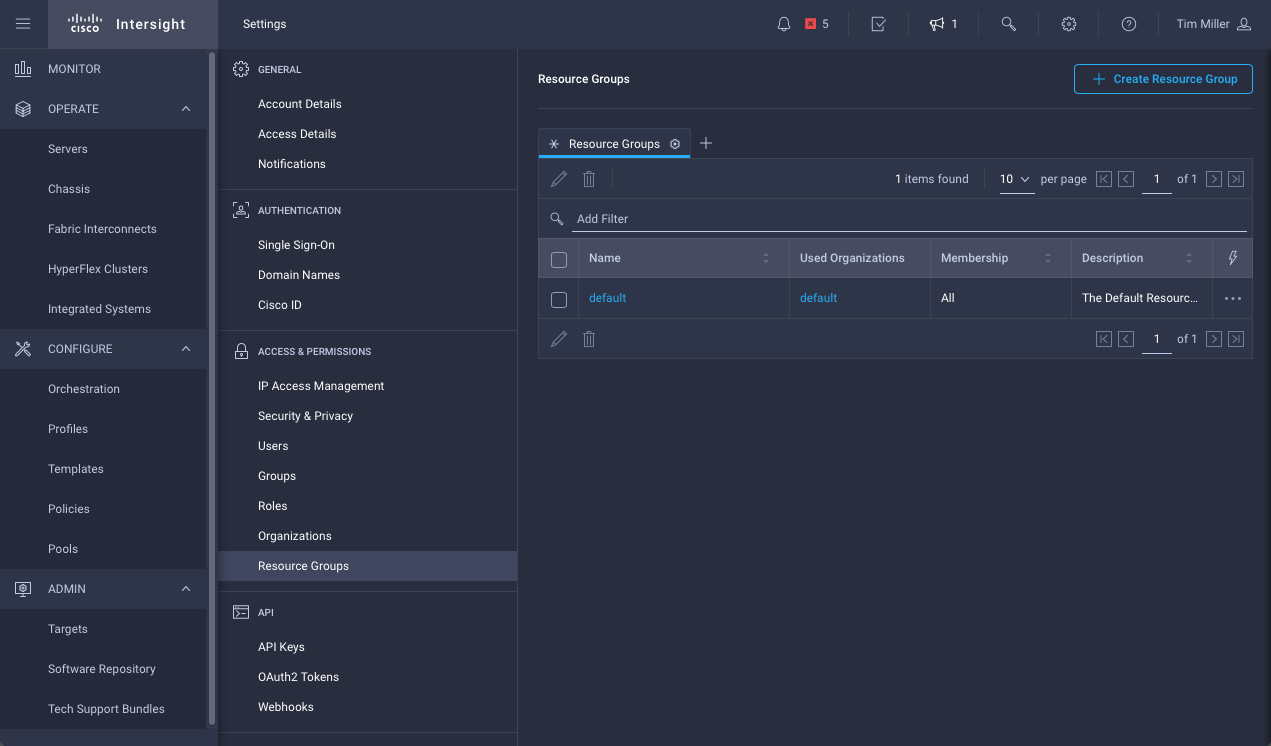 CISCO Intersight
Settings
5
1
Tim Miller
MONITOR
OPERATE
Servers
Chassis
Fabric Interconnects
HyperFlex Clusters
Integrated Systems
CONFIGURE
Orchestration
Profiles
Templates
Policies
Pools
ADMIN
Targets
Software Repository
Tech Support Bundles
GENERAL
Account Details
Access Details
Notifications
AUTHENTICATION
Single Sign-On
Domain Names
Cisco ID
ACCESS & PERMISSIONS
IP Access Management
Security & Privacy
Users
Groups
Roles
Organizations
Resource Groups
API
API Keys
OAuth2 Tokens
Webhooks
Resource Groups
Create Resource Group
Resource Groups
1 items found 10 per page 1 of 1
Add Filter
Name Used Organizations Membership Description
default default All The Default Resourc...
1 of 1